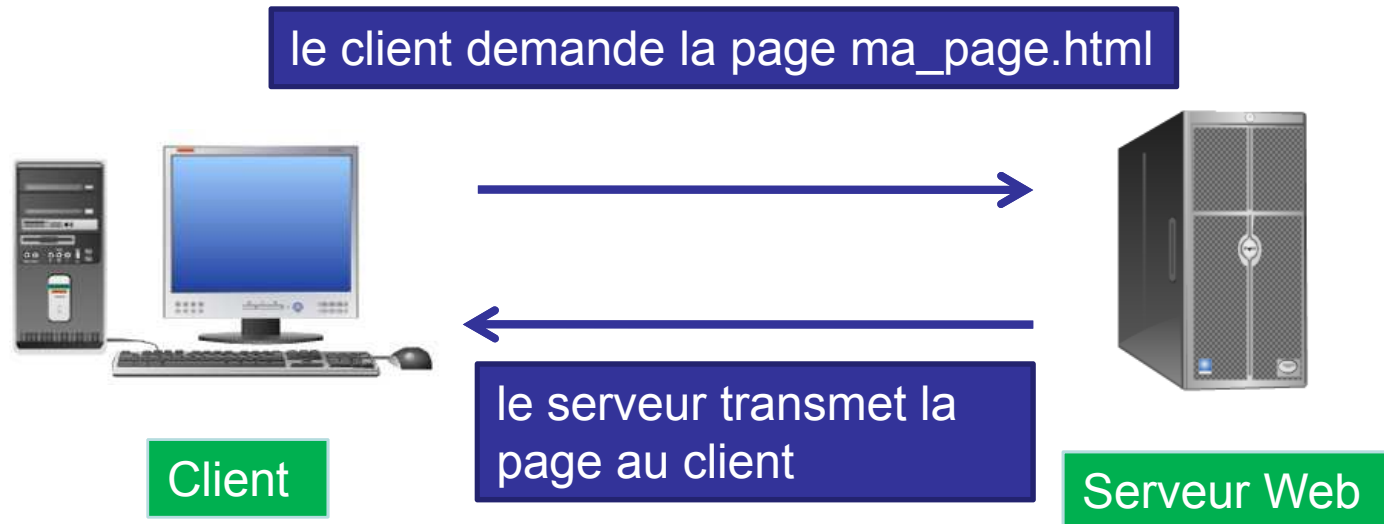 le client demande la page ma_page.html
le serveur transmet la
page au client
Client
Serveur Web